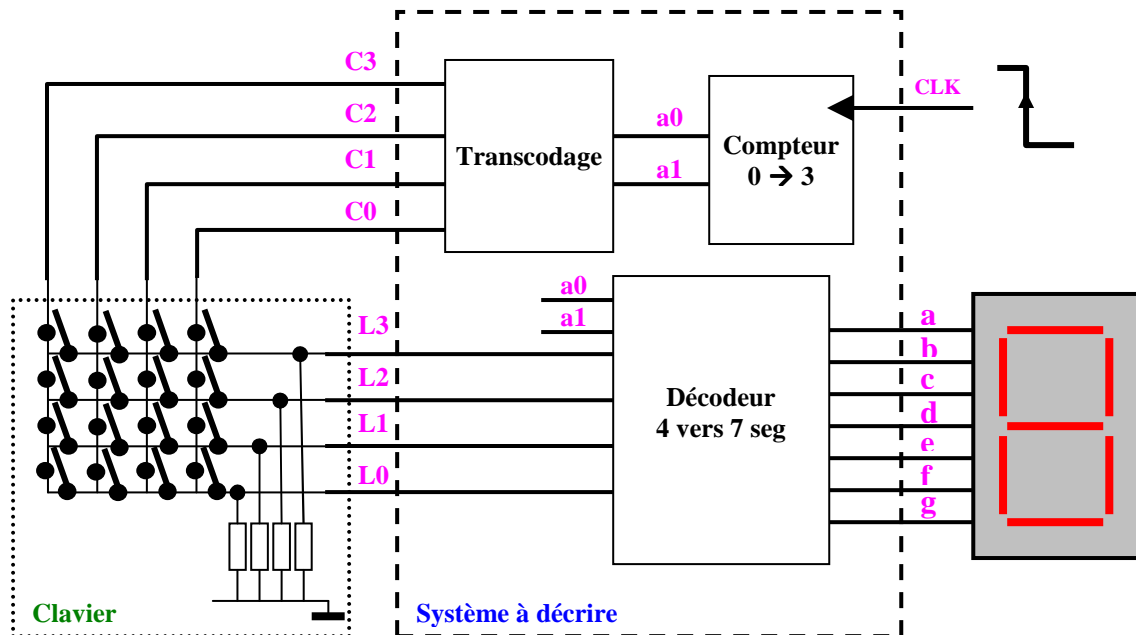 C3
C2
C1
C0
Transcodage
a0
a1
Compteur
0 → 3
CLK
a0
a1
L3
L2
L1
L0
Décodeur
4 vers 7 seg
a
b
c
d
e
f
g
Clavier
Système à décrire